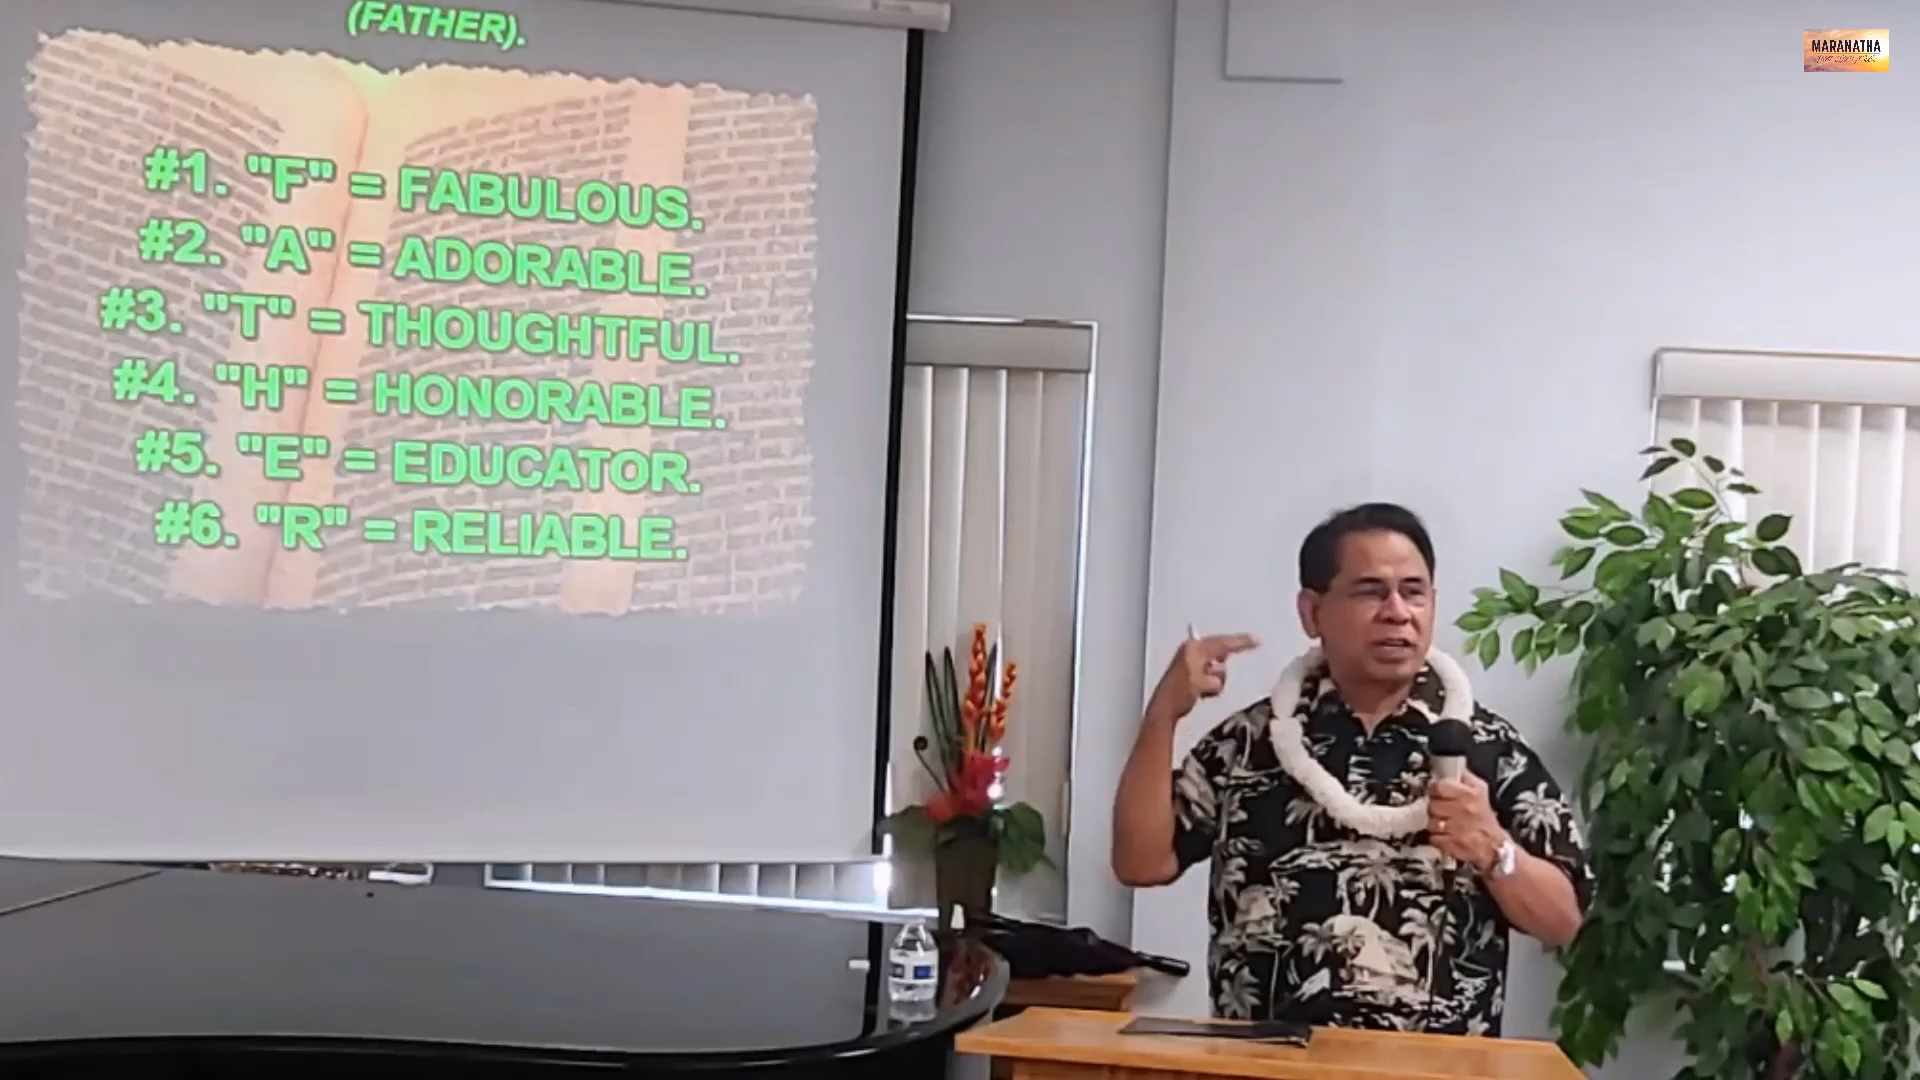 (FATHER).
#1. "F" = FABULOUS.
#2. "A" = ADORABLE.
#3. "T" = THOUGHTFUL.
#4. "H" = HONORABLE.
#5. "E" = EDUCATOR.
#6. "R" = RELIABLE.
MARANATHA